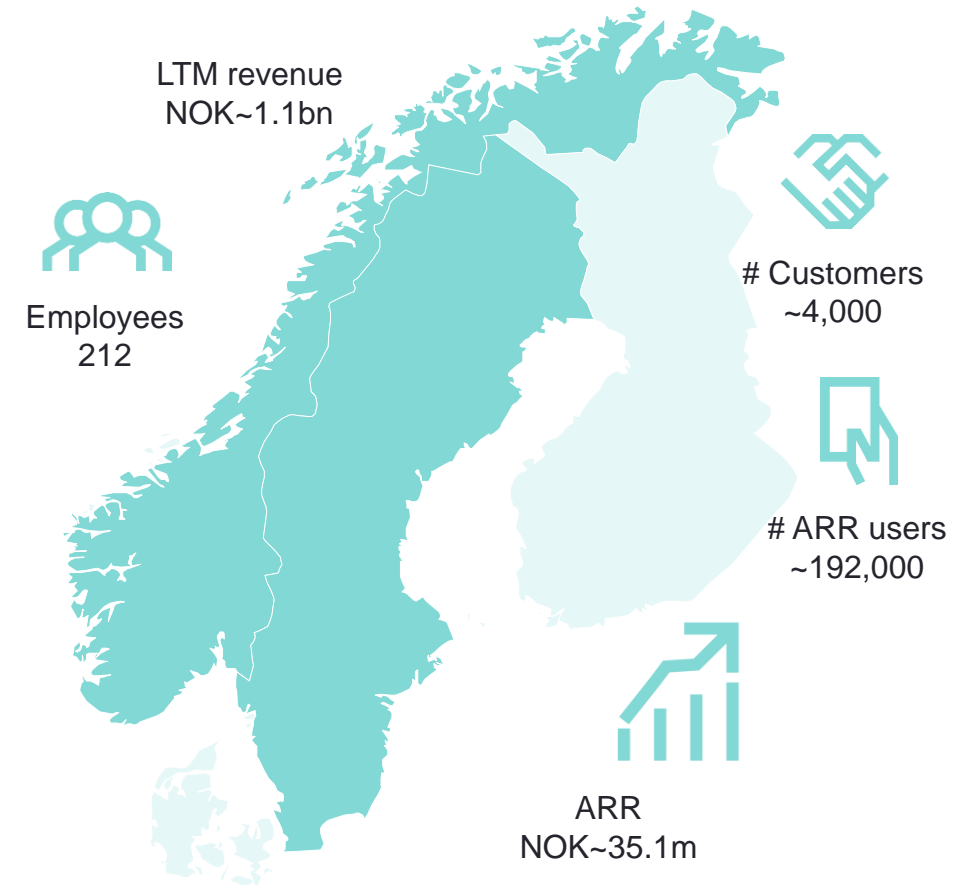 LTM revenue
NOK~1.1bn
Employees
212
# Customers
~4,000
# ARR users
~192,000
ARR
NOK~35.1m